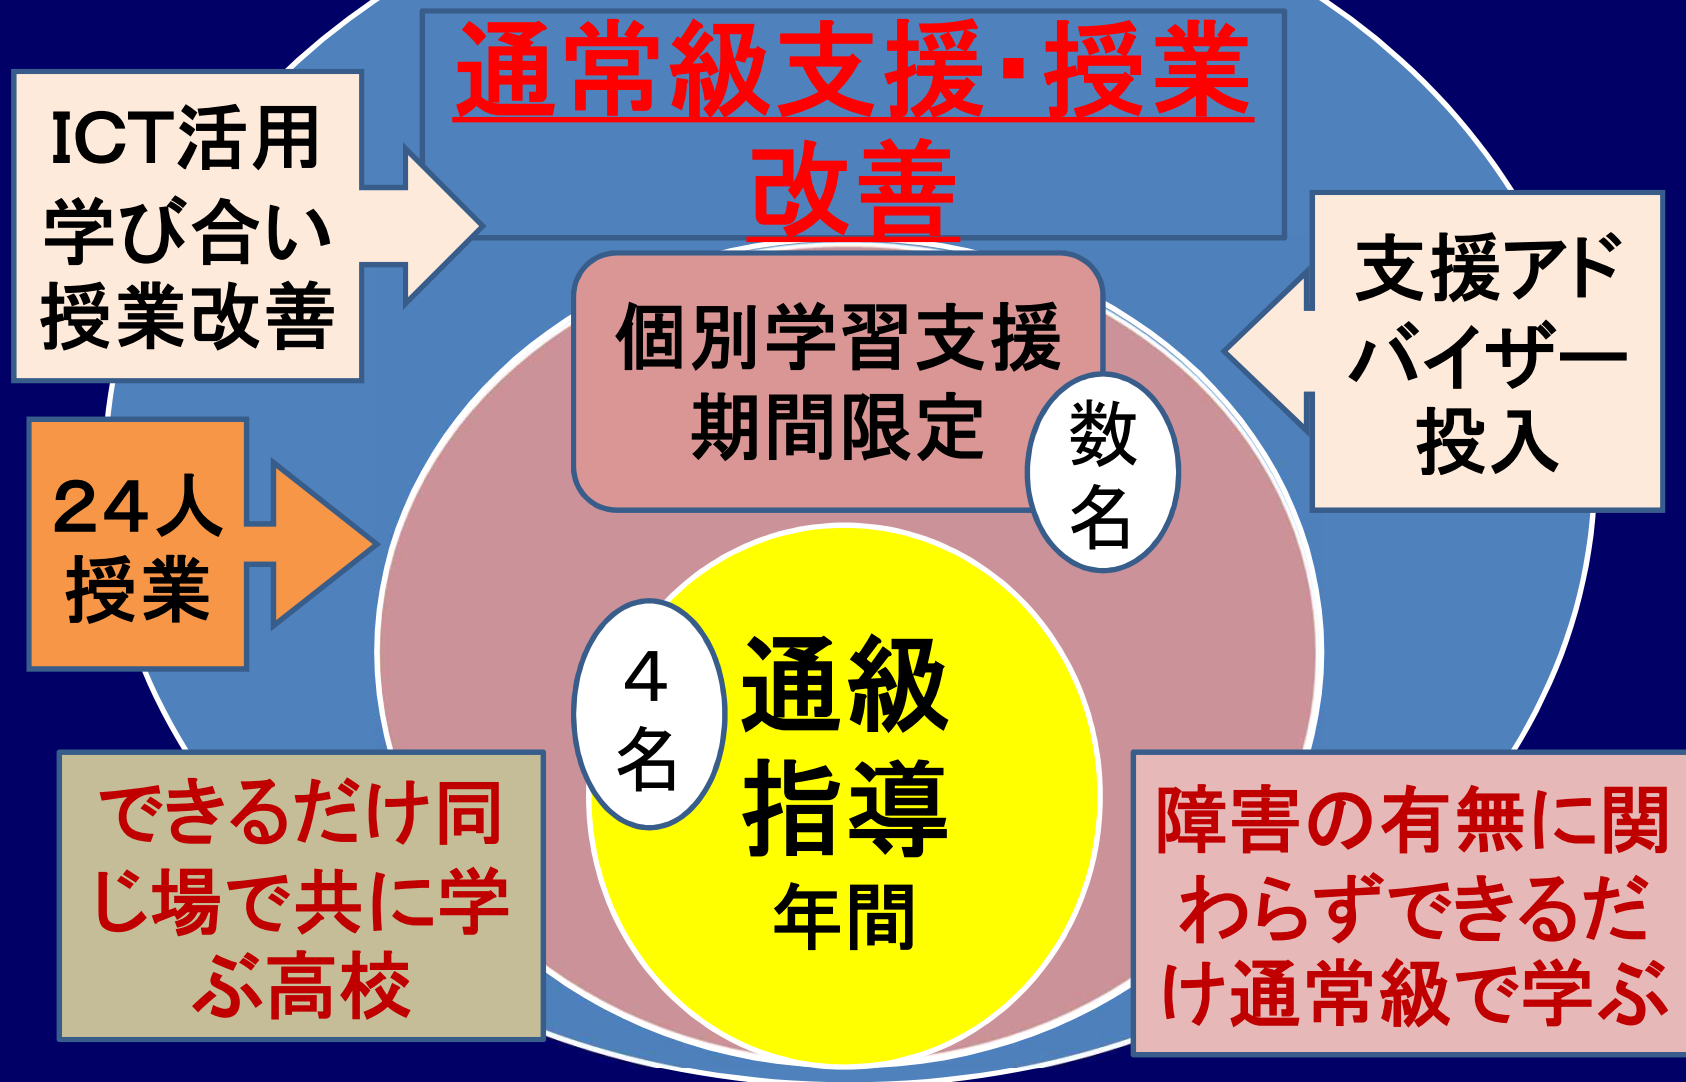 通常級支援・授業
改善
ICT活用
学び合い
授業改善
支援アド
バイザー
投入
個別学習支援
期間限定
数
名
24人
授業
4
名
通級
指導
年間
できるだけ同
じ場で共に学
ぶ高校
障害の有無に関
わらずできるだ
け通常級で学ぶ